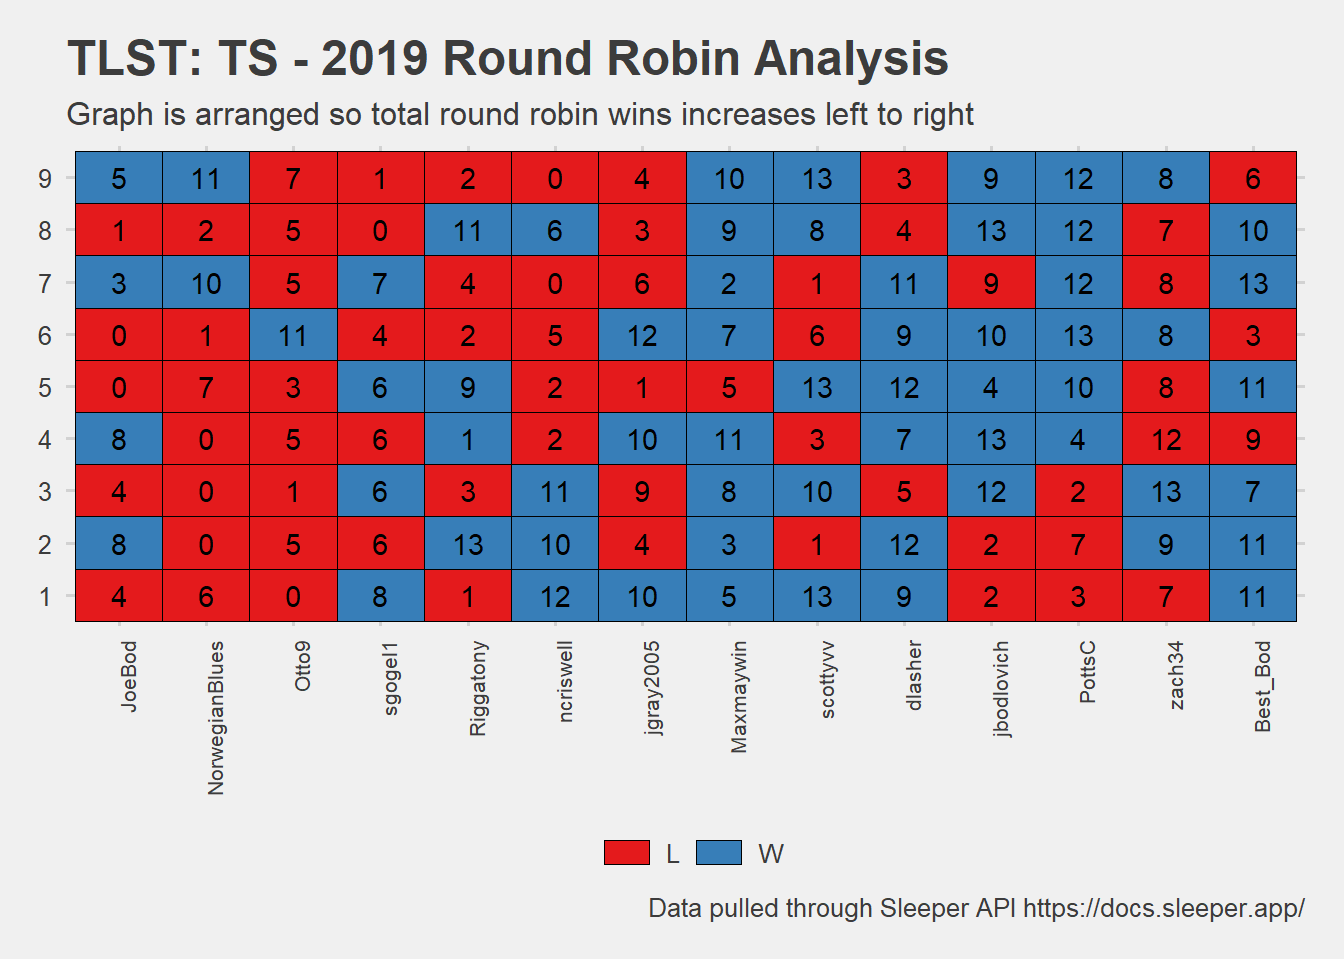 TLST: TS - 2019 Round Robin Analysis
Graph is arranged so total round robin wins increases left to right
9 5 11 7 1 2 0 4 10 13 3 9 12 8 6
8 1 2 5 0 11 6 3 9 8 4 13 12 7 10
7 3 10 5 7 4 0 6 2 1 11 9 12 8 13
6 0 1 11 4 2 5 12 7 6 9 10 13 8 3
5 0 7 3 6 9 2 1 5 13 12 4 10 8 11
4 8 0 5 6 1 2 10 11 3 7 13 4 12 9
3 4 0 1 6 3 11 9 8 10 5 12 2 13 7
2 8 0 5 6 13 10 4 3 1 12 2 7 9 11
1 4 6 0 8 1 12 10 5 13 9 2 3 7 11
JoeBod
NorwegianBlues
Otto9
sgogel1
Riggatony
ncriswell
jgray2005
Maxmaywin
scottyvv
dlasher
jbodlovich
PottsC
zach34
Best_Bod
L W
Data pulled through Sleeper API https://docs.sleeper.app/